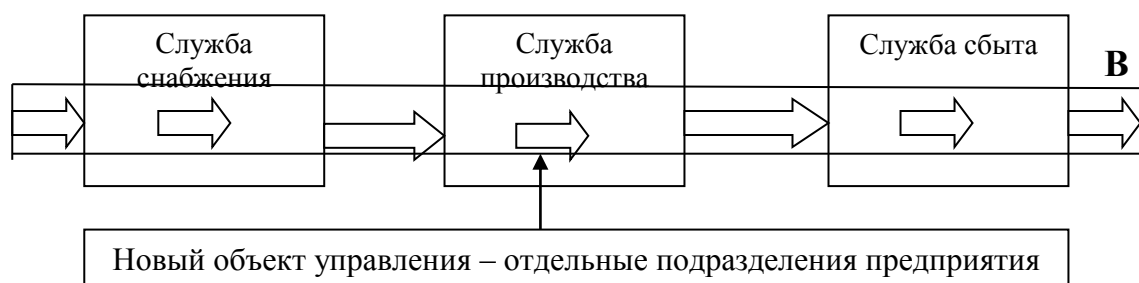 Служба
снабжения
Служба
производства
Служба сбыта
В
Новый объект управления – отдельные подразделения предприятия